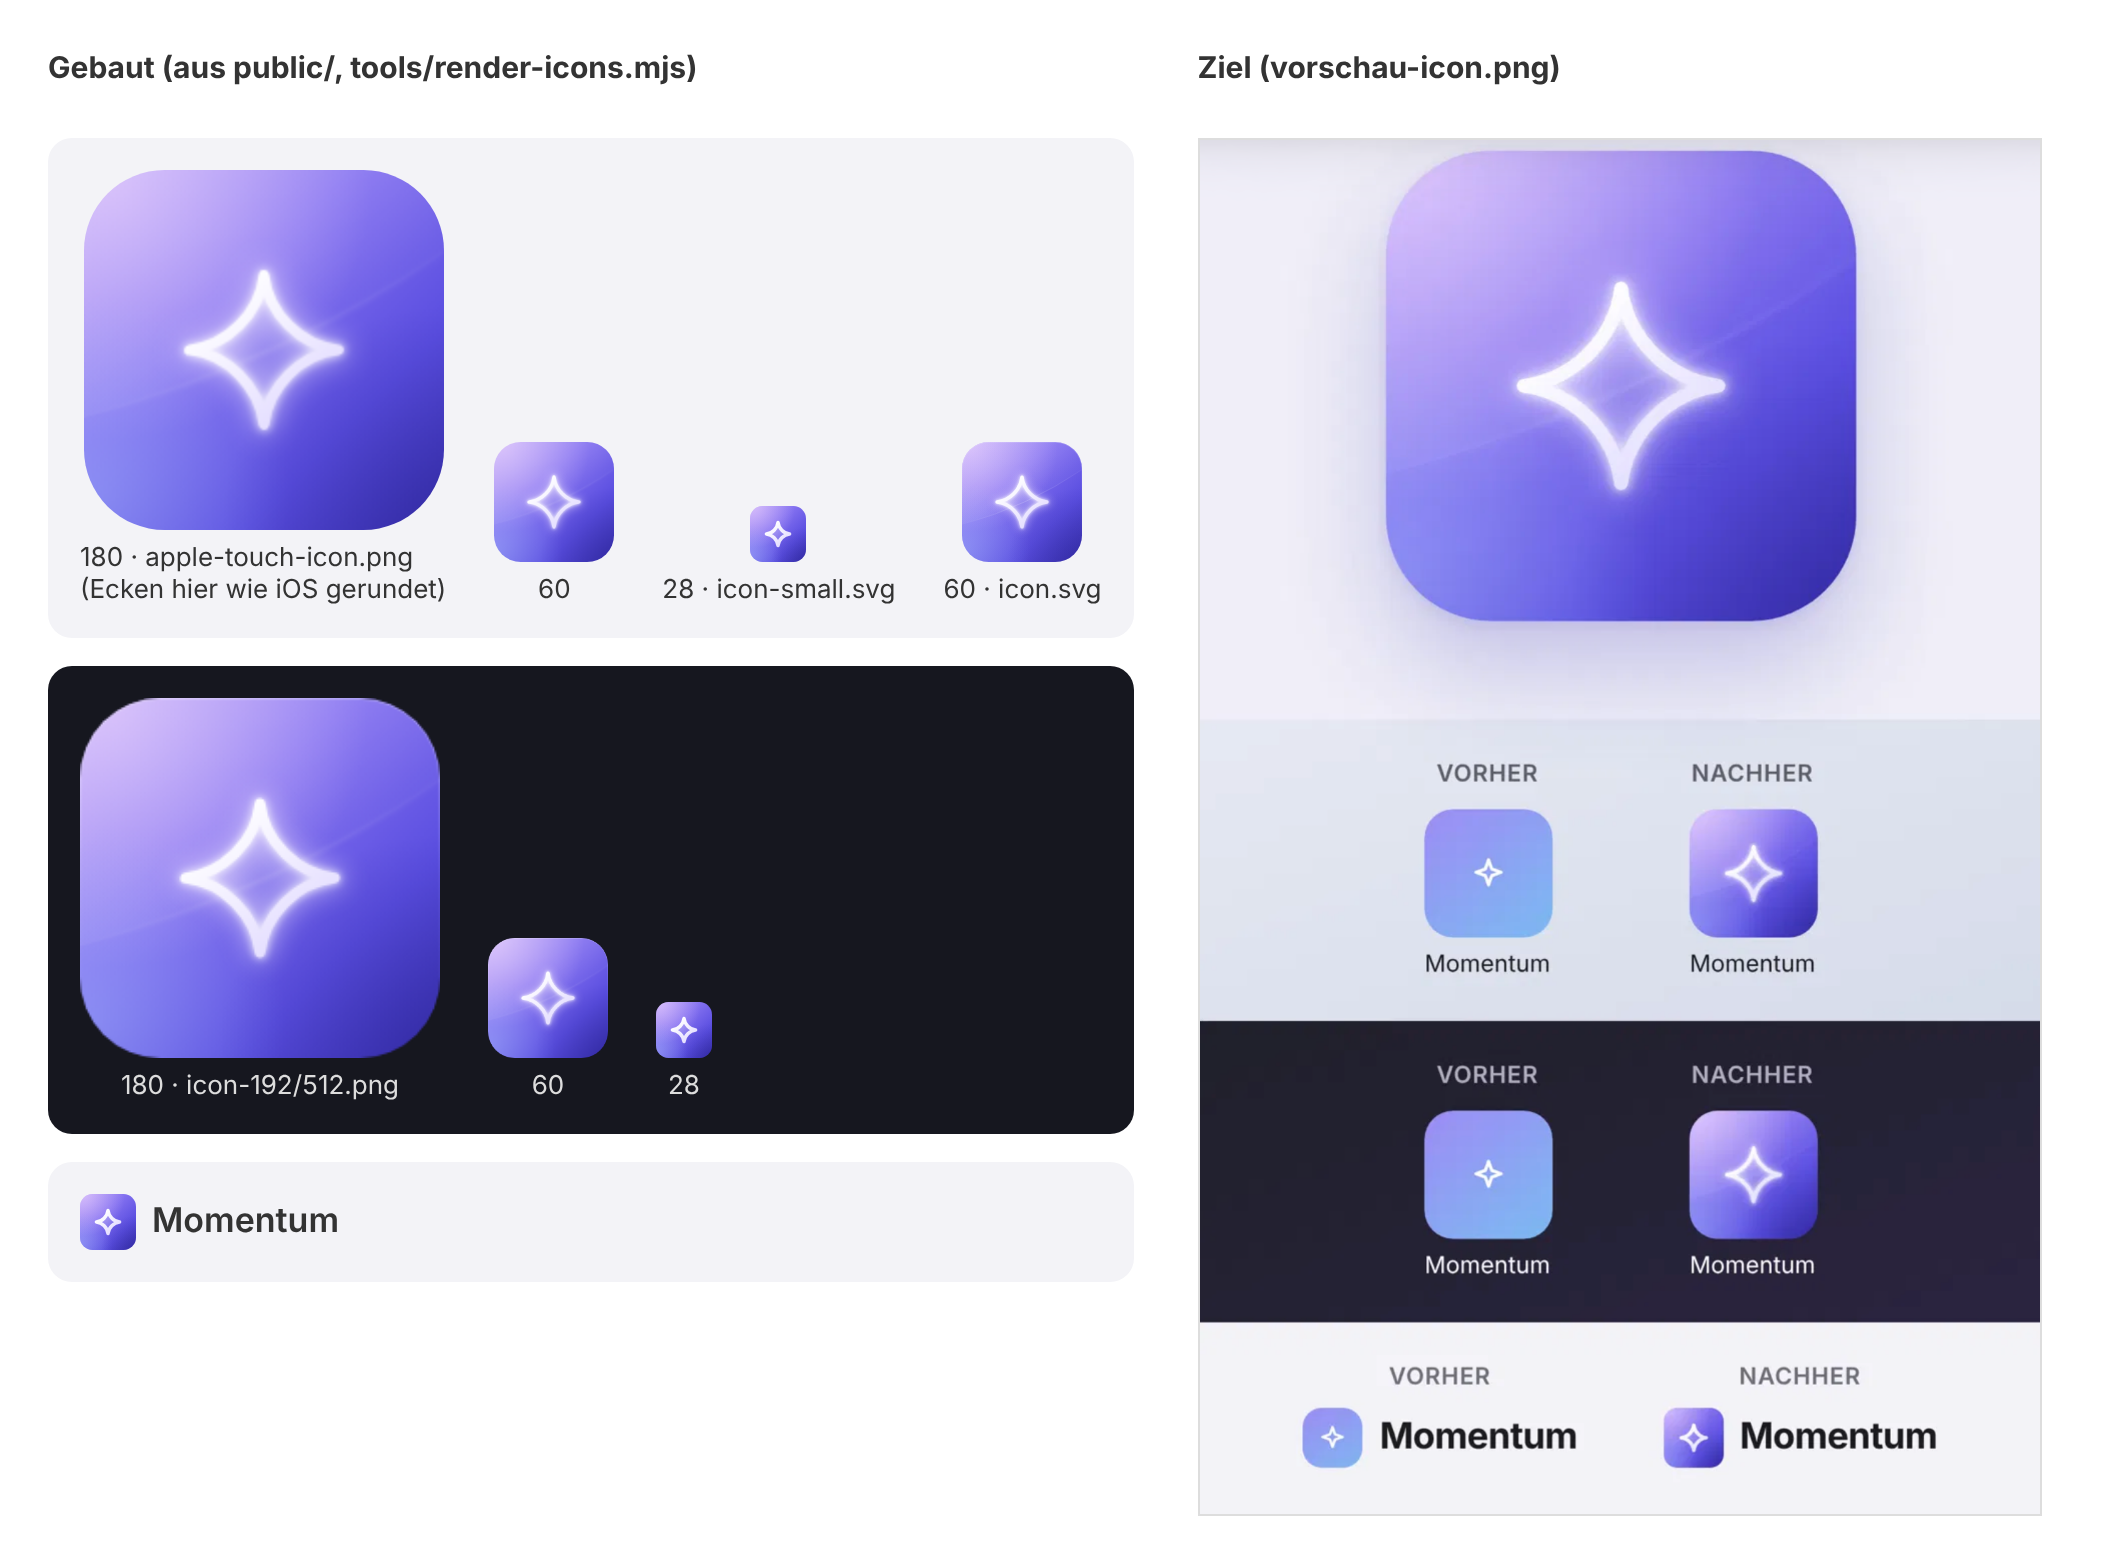 Gebaut (aus public/, tools/render-icons.mjs)
180 · apple-touch-icon.png
(Ecken hier wie iOS gerundet)
60
28 · icon-small.svg
60 · icon.svg
180 · icon-192/512.png
60
28
Momentum
Ziel (vorschau-icon.png)
VORHER
NACHHER
Momentum
Momentum
VORHER
NACHHER
Momentum
Momentum
VORHER
NACHHER
Momentum
Momentum